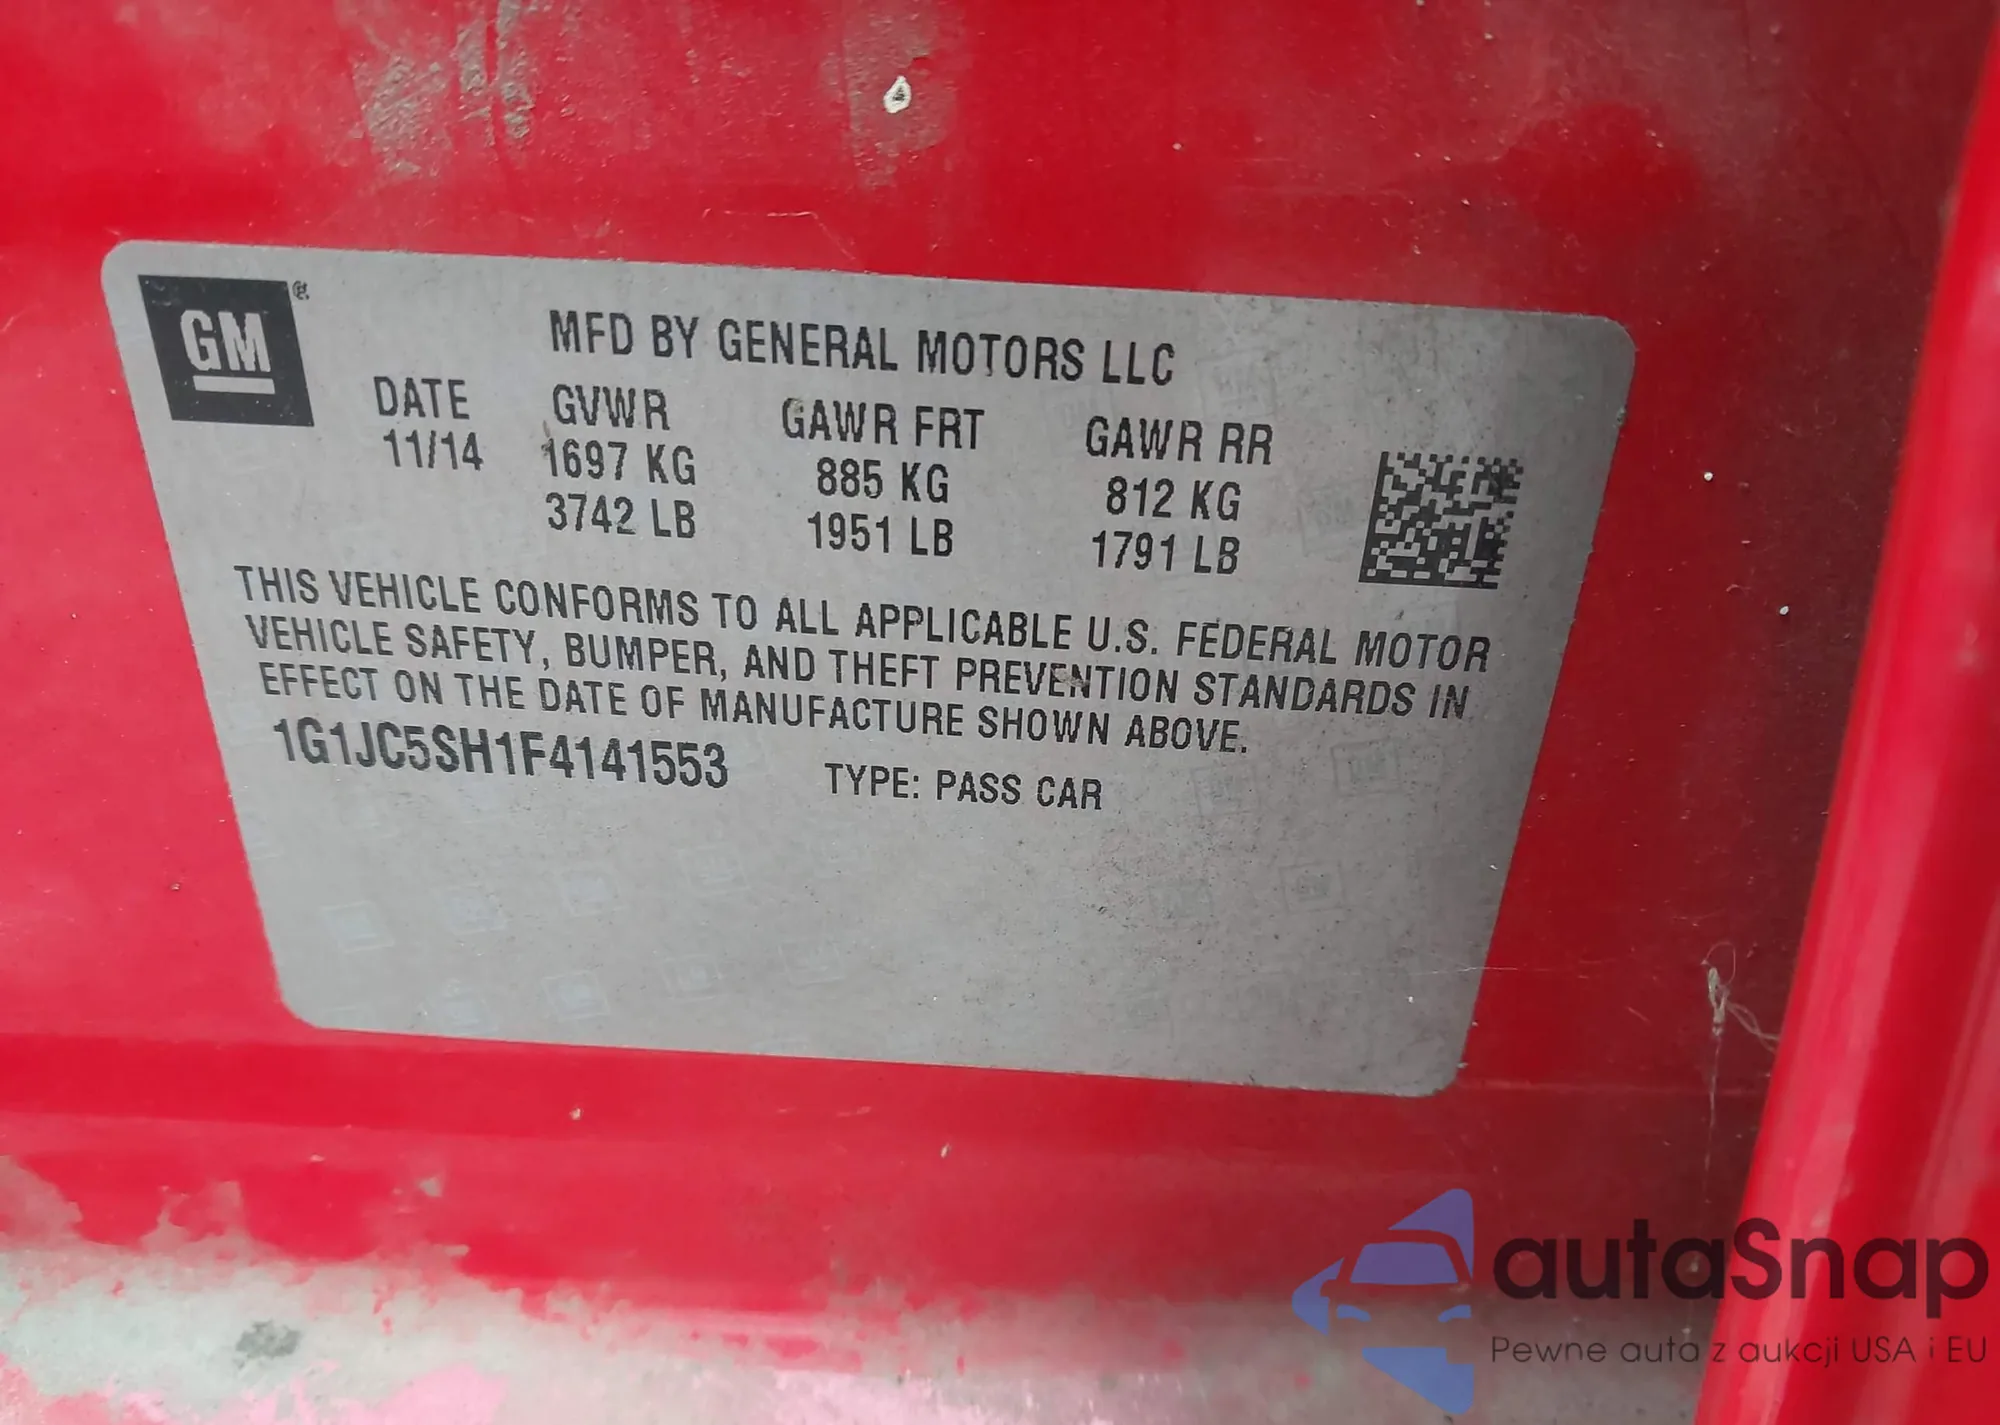 GM®
MFD BY GENERAL MOTORS LLC
DATE GVWR GAWR FRT GAWR RR
11/14 1697 KG 885 KG 812 KG
3742 LB 1951 LB 1791 LB
THIS VEHICLE CONFORMS TO ALL APPLICABLE U.S. FEDERAL MOTOR
VEHICLE SAFETY, BUMPER, AND THEFT PREVENTION STANDARDS IN
EFFECT ON THE DATE OF MANUFACTURE SHOWN ABOVE.
1G1JC5SH1F4141553 TYPE: PASS CAR
autaSnap
Pewne auta z aukcji USA i EU